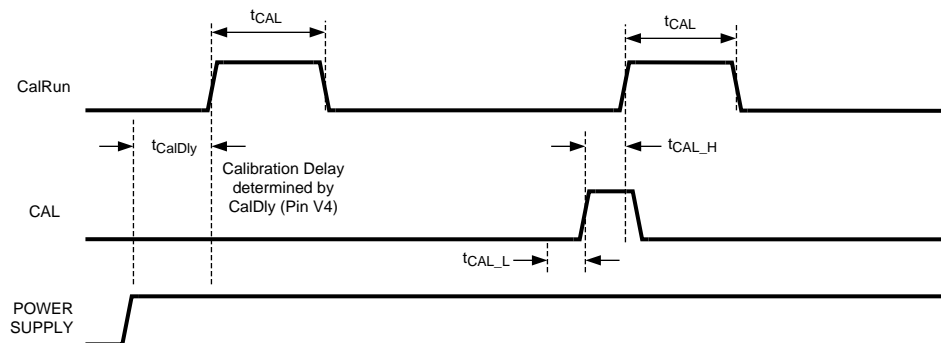 tCAL
tCAL
CalRun
tCalDly
tCAL_H
Calibration Delay
determined by
CalDly (Pin V4)
CAL
tCAL_L
POWER
SUPPLY